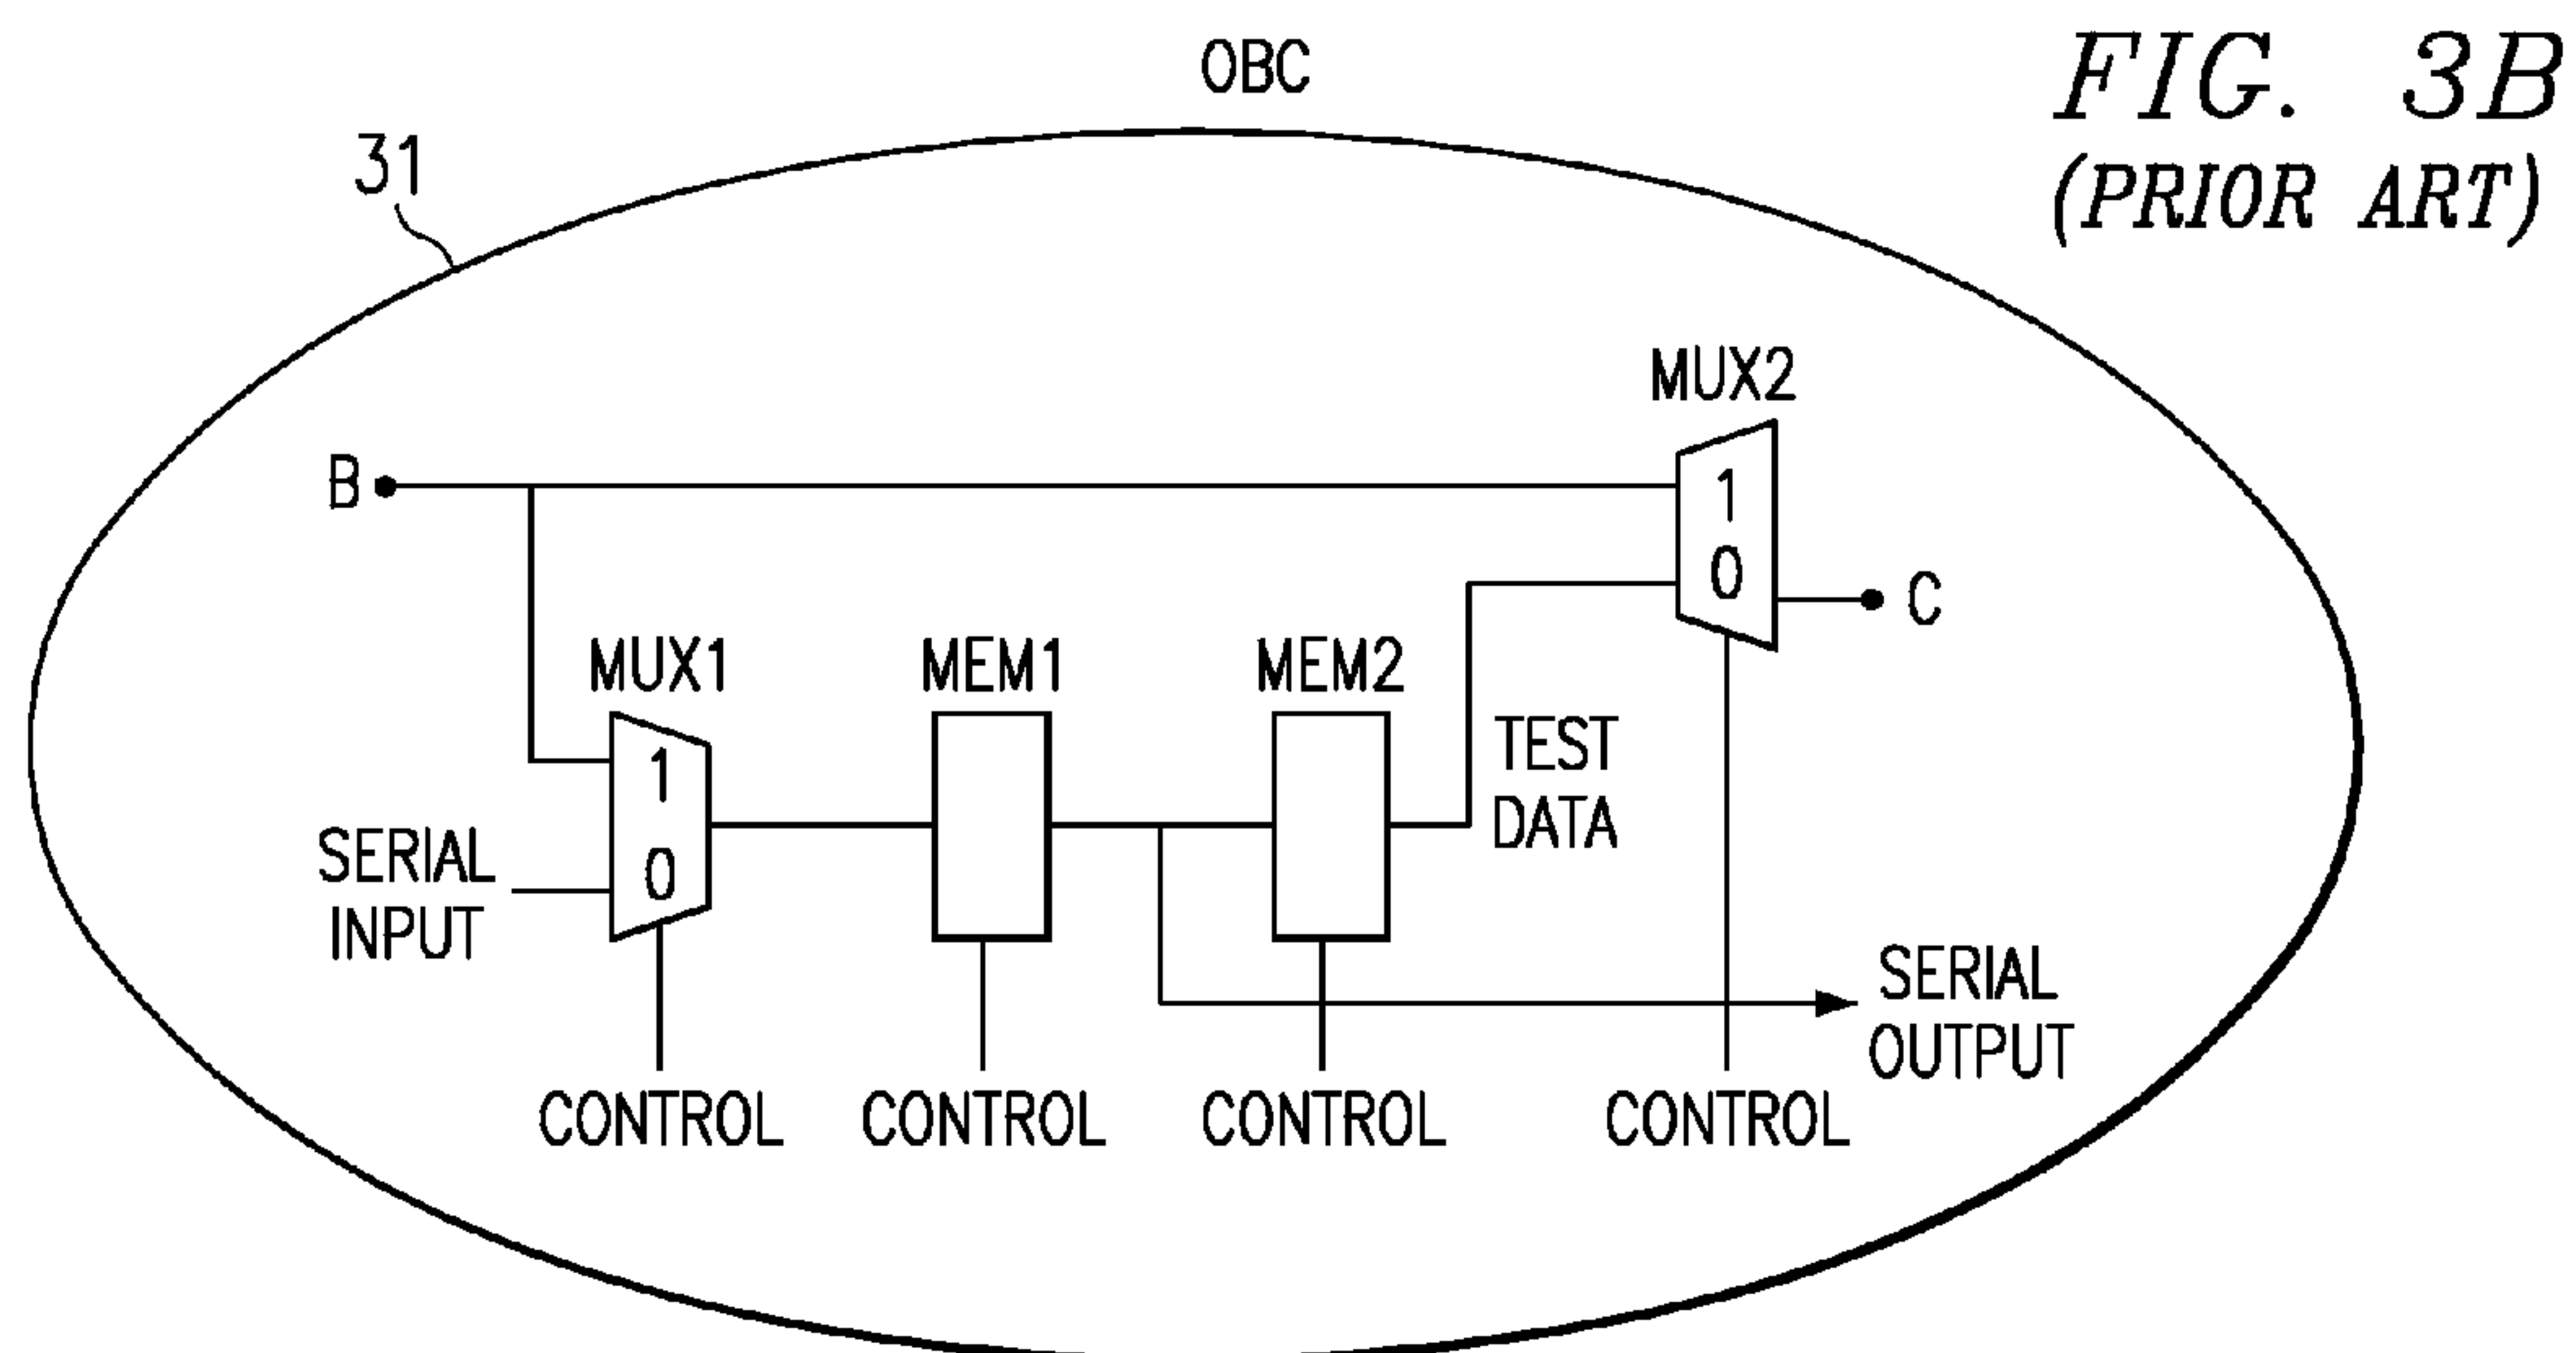 OBC
FIG. 3B
(PRIOR ART)
31
MUX2
B
1
0
C
MUX1
MEM1
MEM2
1
0
TEST
DATA
SERIAL
INPUT
SERIAL
OUTPUT
CONTROL
CONTROL
CONTROL
CONTROL